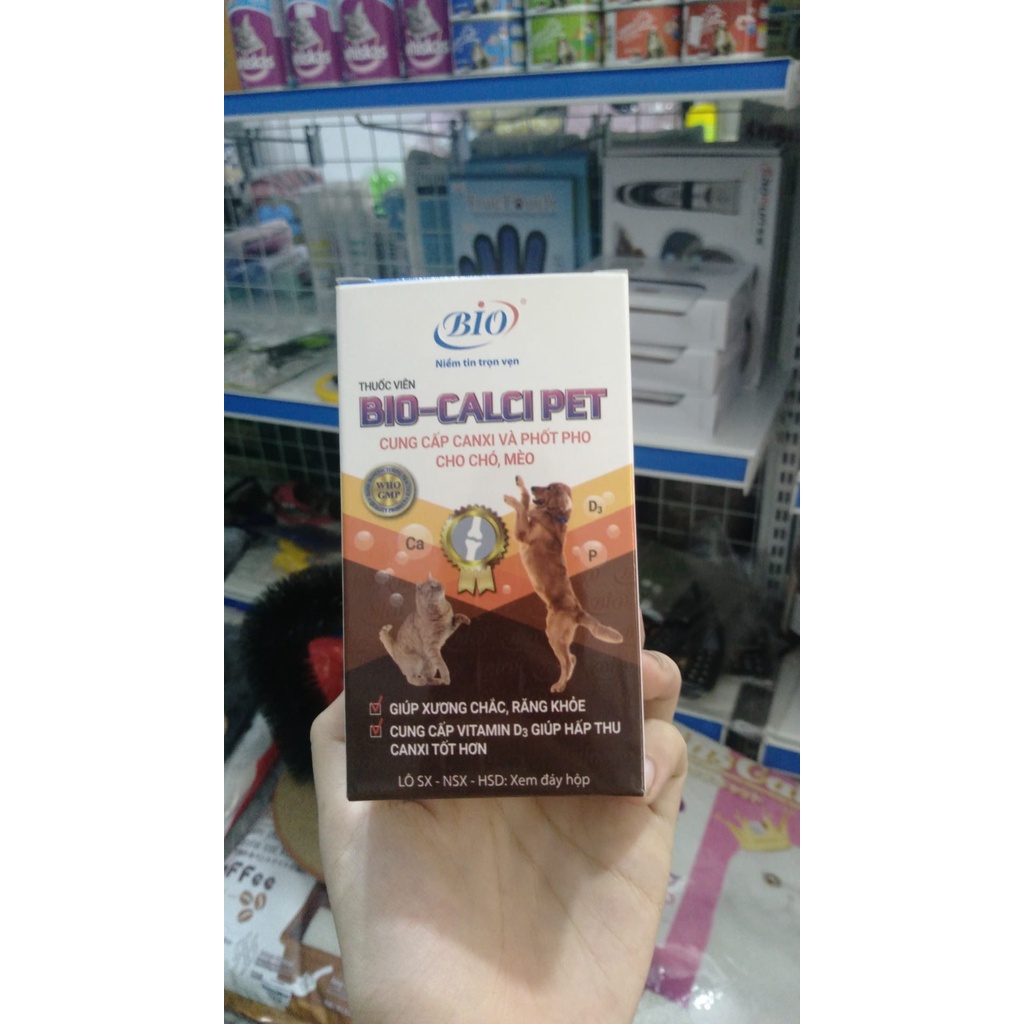 BIO
®
Niềm tin trọn vẹn
THUỐC VIÊN
BIO-CALCI PET
CUNG CẤP CANXI VÀ PHỐT PHO
CHO CHÓ, MÈO
WHO
GMP
D₃
Ca
P
GIÚP XƯƠNG CHẮC, RĂNG KHỎE
CUNG CẤP VITAMIN D₃ GIÚP HẤP THU
CANXI TỐT HƠN
LÔ SX - NSX - HSD: Xem đáy hộp